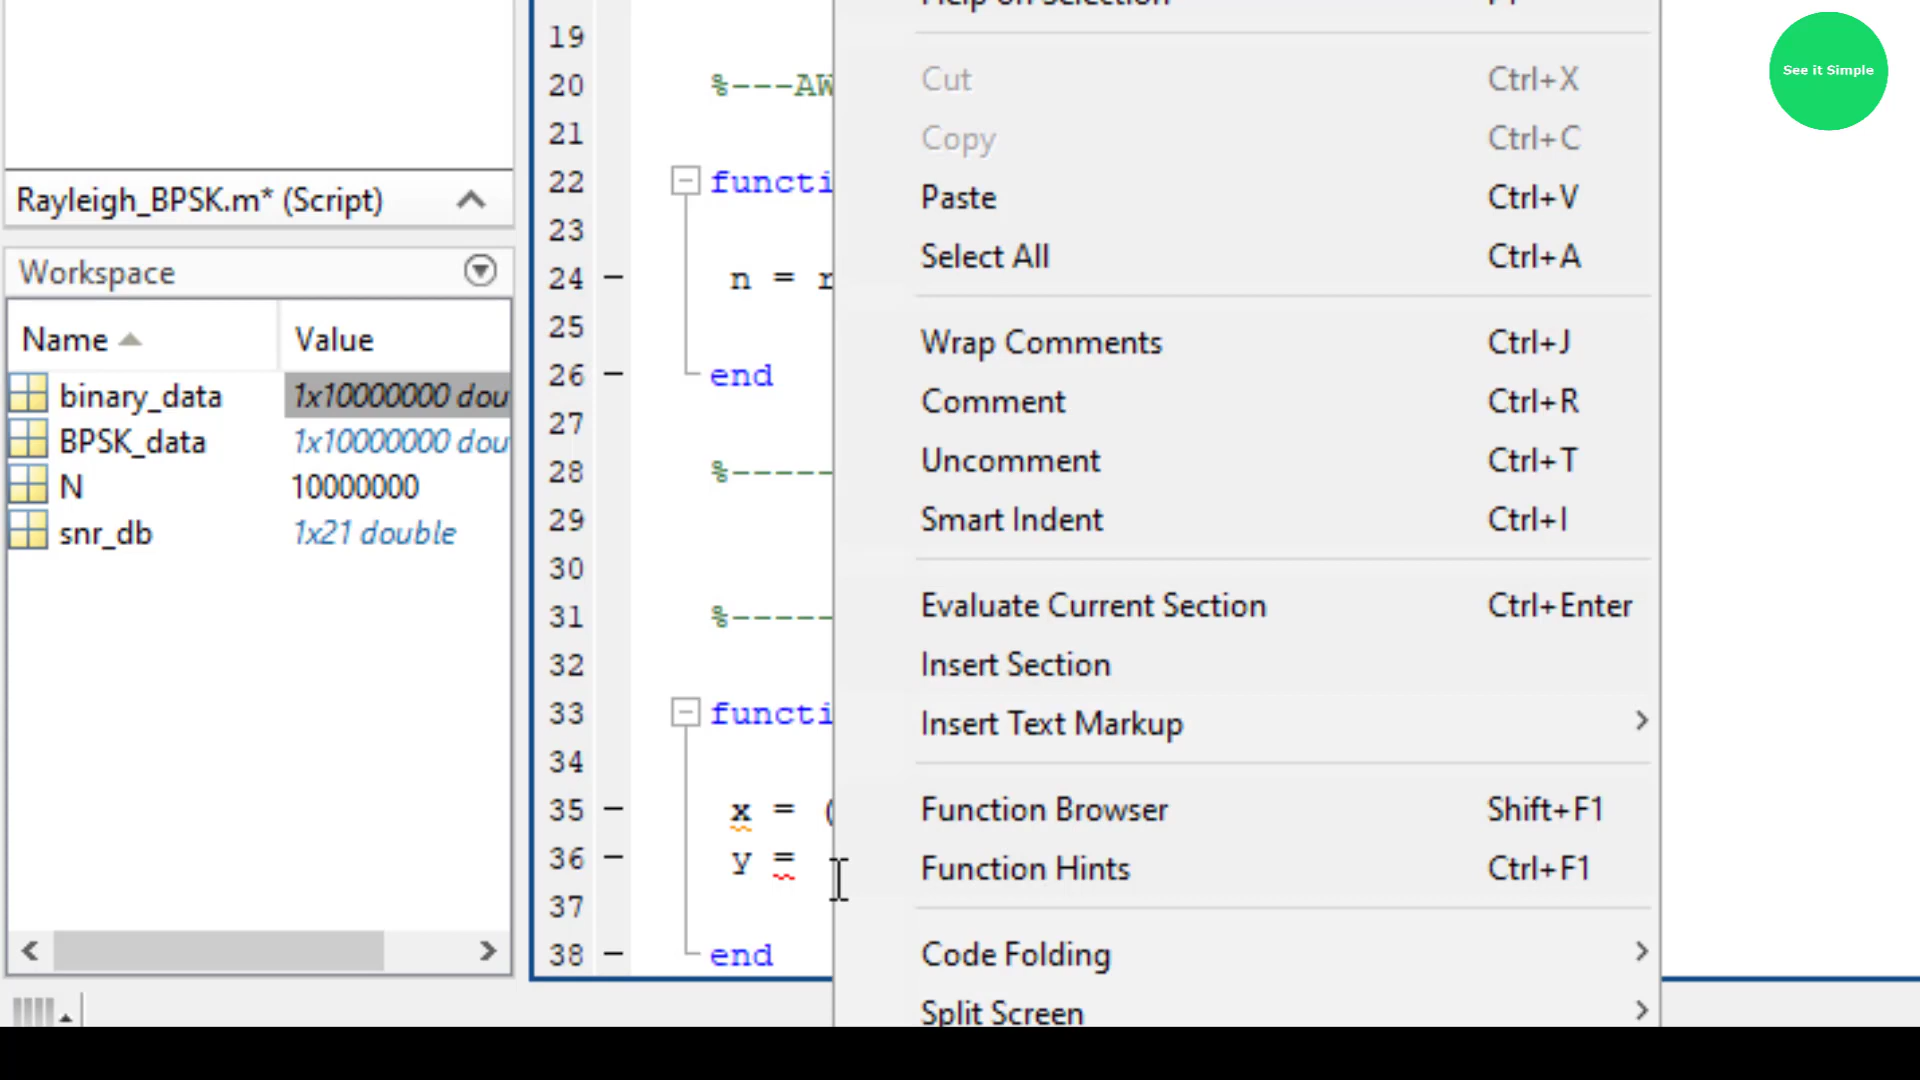 See it Simple
Rayleigh_BPSK.m* (Script)
Workspace
Name Value
binary_data 1x10000000 dou
BPSK_data 1x10000000 dou
N 10000000
snr_db 1x21 double
19
20 %---AW
21
22 functi
23
24 n = r
25
26 end
27
28 %-----
29
30
31 %-----
32
33 functi
34
35 x = (
36 y =
37
38 end
Help on Selection F1
Cut Ctrl+X
Copy Ctrl+C
Paste Ctrl+V
Select All Ctrl+A
Wrap Comments Ctrl+J
Comment Ctrl+R
Uncomment Ctrl+T
Smart Indent Ctrl+I
Evaluate Current Section Ctrl+Enter
Insert Section
Insert Text Markup
Function Browser Shift+F1
Function Hints Ctrl+F1
Code Folding
Split Screen